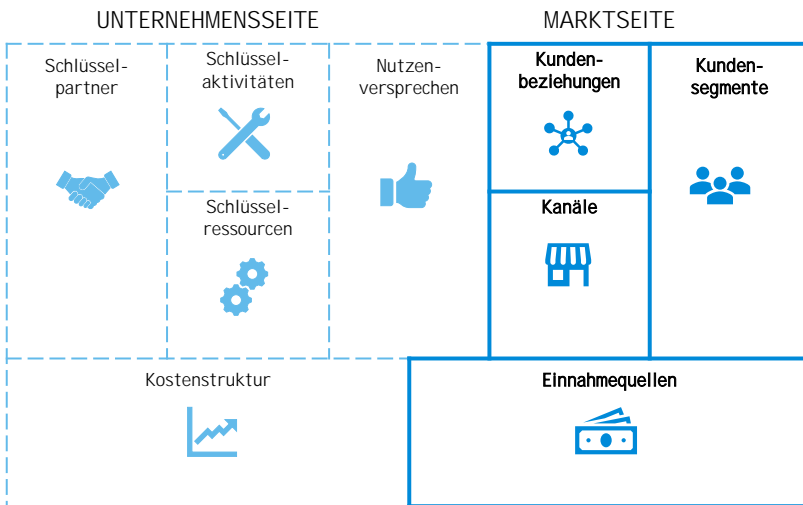 UNTERNEHMENSSEITE
MARKTSEITE
Schlüssel-
partner
Schlüssel-
aktivitäten
Nutzen-
versprechen
Kunden-
beziehungen
Kunden-
segmente
Schlüssel-
ressourcen
Kanäle
Kostenstruktur
Einnahmequellen